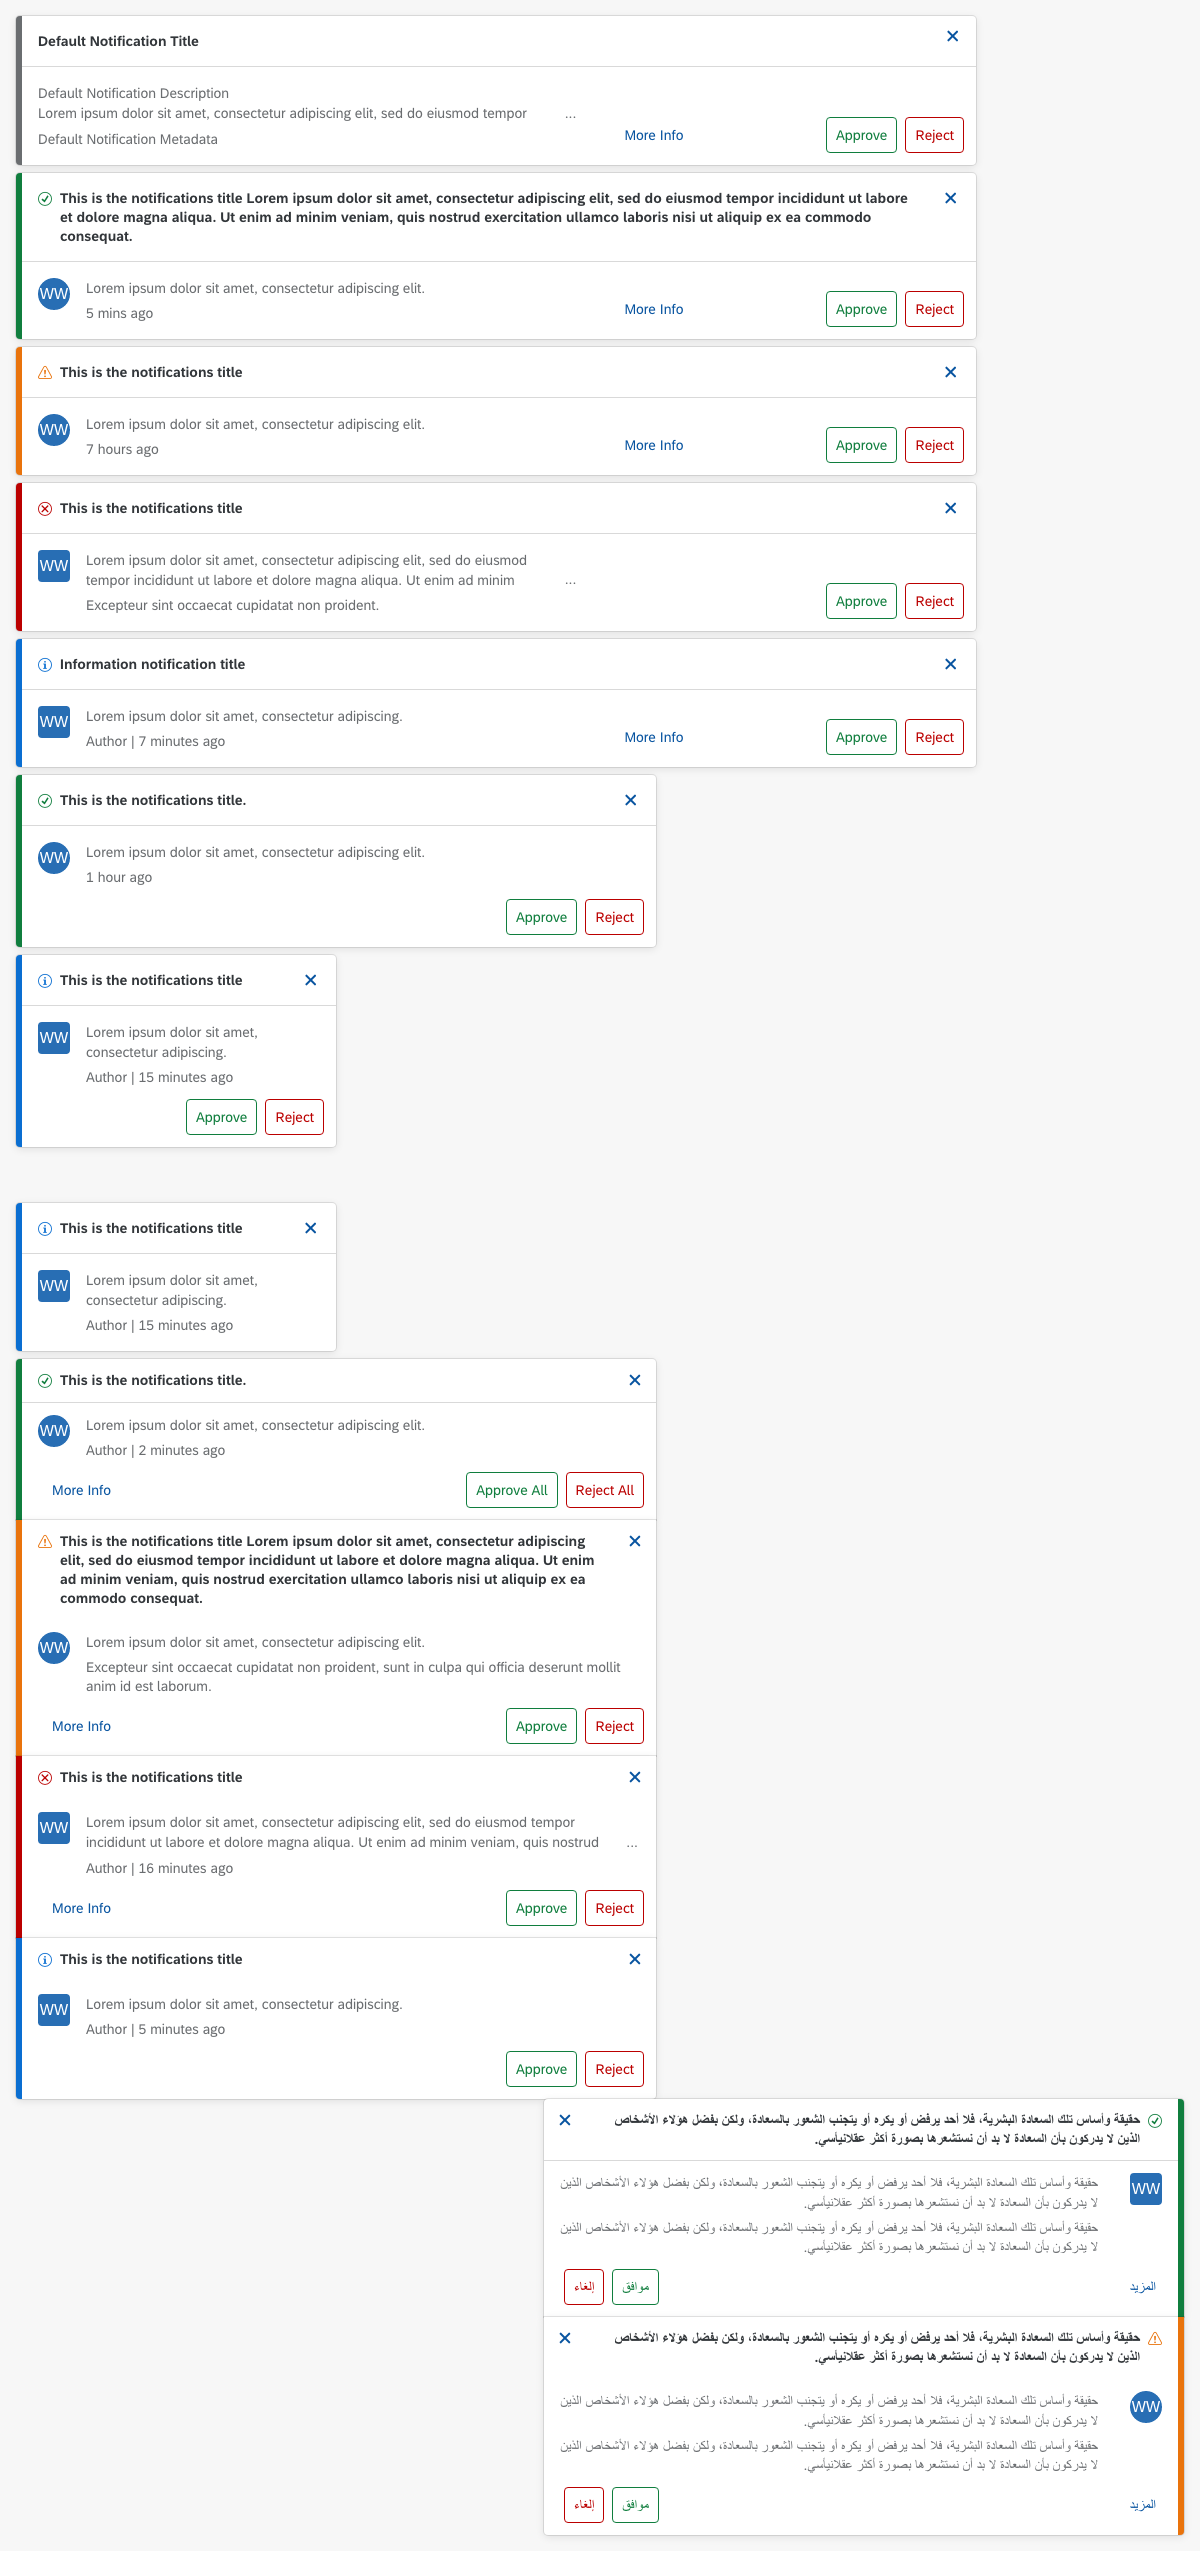 Default Notification Title
Default Notification Description
Lorem ipsum dolor sit amet, consectetur adipiscing elit, sed do eiusmod tempor ...
Default Notification Metadata
More Info Approve Reject
This is the notifications title Lorem ipsum dolor sit amet, consectetur adipiscing elit, sed do eiusmod tempor incididunt ut labore
et dolore magna aliqua. Ut enim ad minim veniam, quis nostrud exercitation ullamco laboris nisi ut aliquip ex ea commodo
consequat.
WW Lorem ipsum dolor sit amet, consectetur adipiscing elit.
5 mins ago
More Info Approve Reject
This is the notifications title
WW Lorem ipsum dolor sit amet, consectetur adipiscing elit.
7 hours ago
More Info Approve Reject
This is the notifications title
WW Lorem ipsum dolor sit amet, consectetur adipiscing elit, sed do eiusmod
tempor incididunt ut labore et dolore magna aliqua. Ut enim ad minim ...
Excepteur sint occaecat cupidatat non proident.
Approve Reject
Information notification title
WW Lorem ipsum dolor sit amet, consectetur adipiscing.
Author | 7 minutes ago
More Info Approve Reject
This is the notifications title.
WW Lorem ipsum dolor sit amet, consectetur adipiscing elit.
1 hour ago
Approve Reject
This is the notifications title
WW Lorem ipsum dolor sit amet,
consectetur adipiscing.
Author | 15 minutes ago
Approve Reject
This is the notifications title
WW Lorem ipsum dolor sit amet,
consectetur adipiscing.
Author | 15 minutes ago
This is the notifications title.
WW Lorem ipsum dolor sit amet, consectetur adipiscing elit.
Author | 2 minutes ago
More Info Approve All Reject All
This is the notifications title Lorem ipsum dolor sit amet, consectetur adipiscing
elit, sed do eiusmod tempor incididunt ut labore et dolore magna aliqua. Ut enim
ad minim veniam, quis nostrud exercitation ullamco laboris nisi ut aliquip ex ea
commodo consequat.
WW Lorem ipsum dolor sit amet, consectetur adipiscing elit.
Excepteur sint occaecat cupidatat non proident, sunt in culpa qui officia deserunt mollit
anim id est laborum.
More Info Approve Reject
This is the notifications title
WW Lorem ipsum dolor sit amet, consectetur adipiscing elit, sed do eiusmod tempor
incididunt ut labore et dolore magna aliqua. Ut enim ad minim veniam, quis nostrud ...
Author | 16 minutes ago
More Info Approve Reject
This is the notifications title
WW Lorem ipsum dolor sit amet, consectetur adipiscing.
Author | 5 minutes ago
Approve Reject
حقيقة وأساس تلك السعادة البشرية، فلا أحد يرفض أو يكره أو يتجنب الشعور بالسعادة، ولكن بفضل هؤلاء الأشخاص
الذين لا يدركون بأن السعادة لا بد أن نستشعرها بصورة أكثر عقلانيأسي.
WW حقيقة وأساس تلك السعادة البشرية، فلا أحد يرفض أو يكره أو يتجنب الشعور بالسعادة، ولكن بفضل هؤلاء الأشخاص الذين
لا يدركون بأن السعادة لا بد أن نستشعرها بصورة أكثر عقلانيأسي.
حقيقة وأساس تلك السعادة البشرية، فلا أحد يرفض أو يكره أو يتجنب الشعور بالسعادة، ولكن بفضل هؤلاء الأشخاص الذين
لا يدركون بأن السعادة لا بد أن نستشعرها بصورة أكثر عقلانيأسي.
المزيد موافق إلغاء
حقيقة وأساس تلك السعادة البشرية، فلا أحد يرفض أو يكره أو يتجنب الشعور بالسعادة، ولكن بفضل هؤلاء الأشخاص
الذين لا يدركون بأن السعادة لا بد أن نستشعرها بصورة أكثر عقلانيأسي.
WW حقيقة وأساس تلك السعادة البشرية، فلا أحد يرفض أو يكره أو يتجنب الشعور بالسعادة، ولكن بفضل هؤلاء الأشخاص الذين
لا يدركون بأن السعادة لا بد أن نستشعرها بصورة أكثر عقلانيأسي.
حقيقة وأساس تلك السعادة البشرية، فلا أحد يرفض أو يكره أو يتجنب الشعور بالسعادة، ولكن بفضل هؤلاء الأشخاص الذين
لا يدركون بأن السعادة لا بد أن نستشعرها بصورة أكثر عقلانيأسي.
المزيد موافق إلغاء